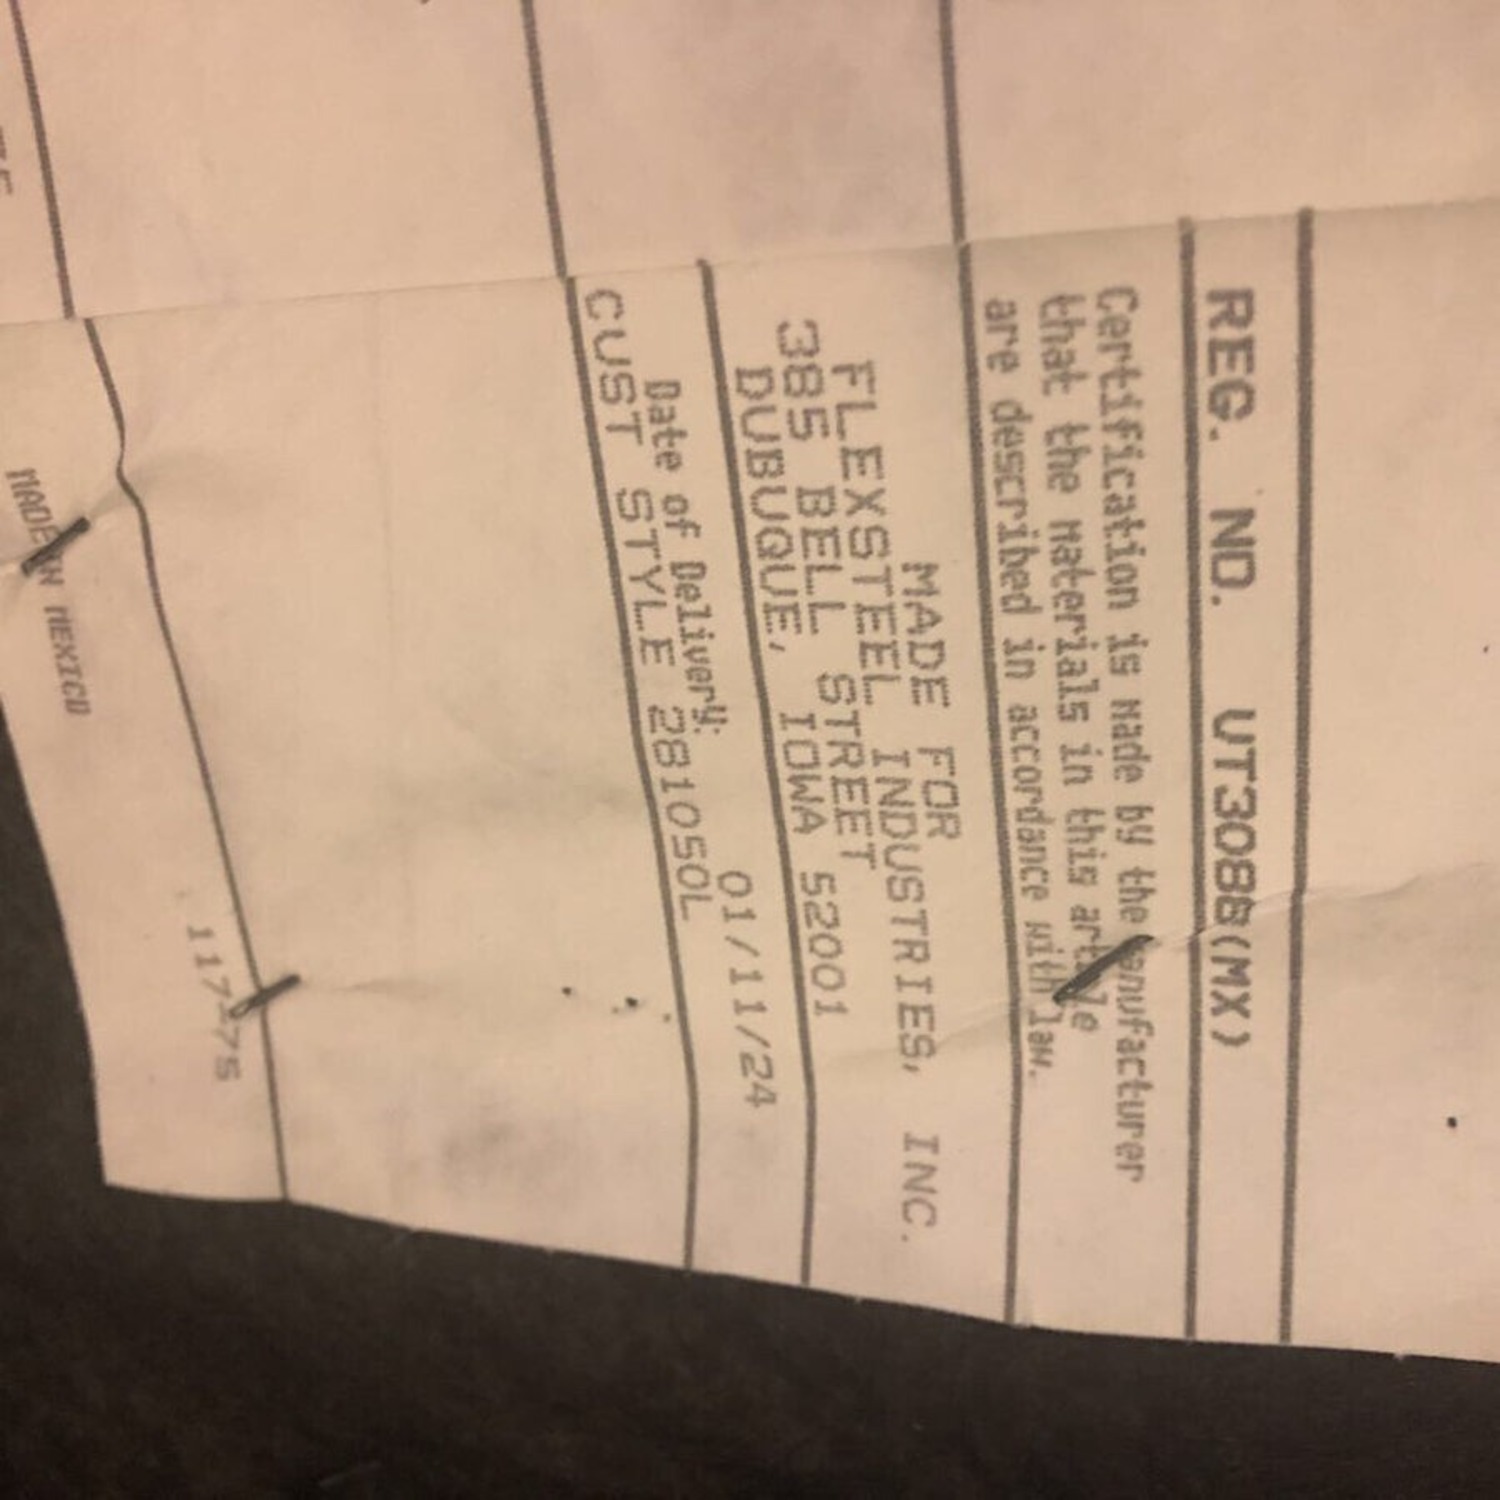 REG. NO. UT3088(MX)
Certification is made by the manufacturer
that the materials in this article
are described in accordance with law.
MADE FOR
FLEXSTEEL INDUSTRIES, INC.
385 BELL STREET
DUBUQUE, IOWA 52001
Date of Delivery: 01/11/24
CUST STYLE 281050L
117-75
MADE IN MEXICO